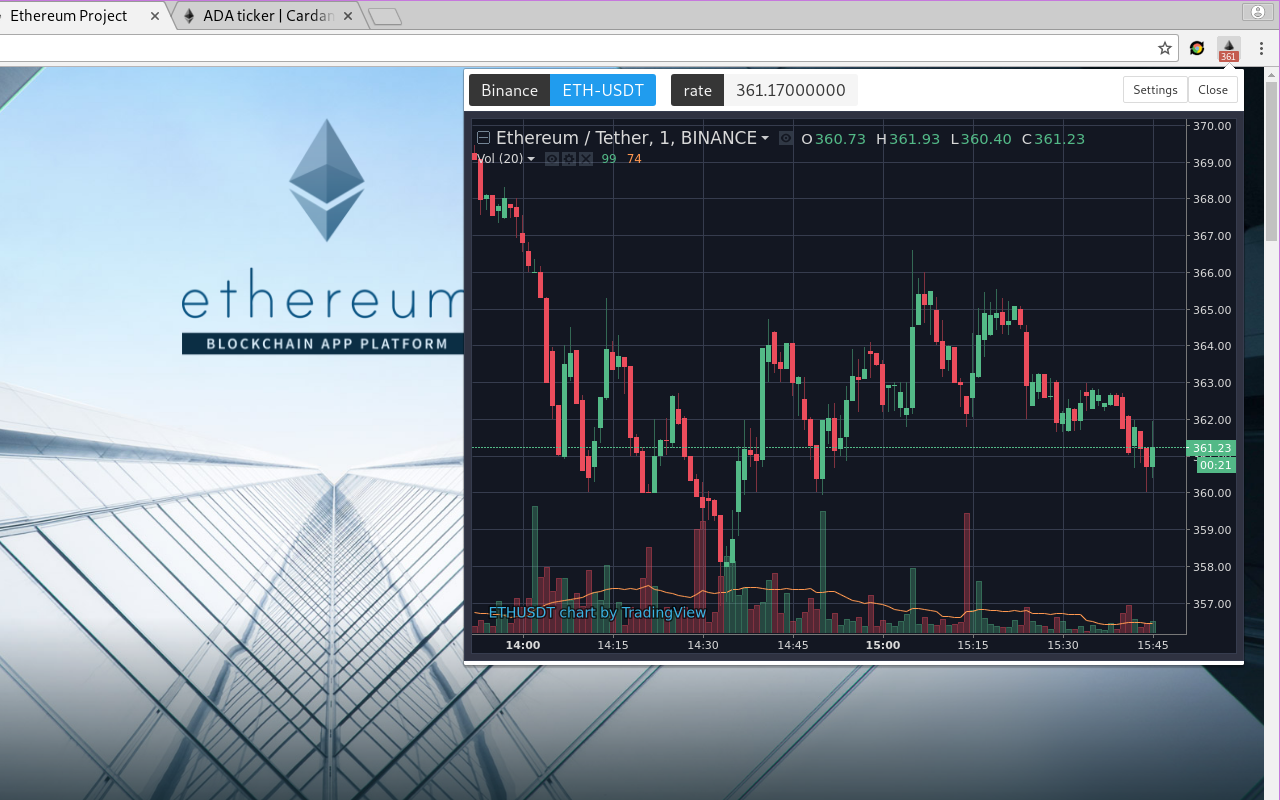 Ethereum Project
ADA ticker | Cardan
361
Binance ETH-USDT rate 361.17000000 Settings Close
Ethereum / Tether, 1, BINANCE O360.73 H361.93 L360.40 C361.23
Vol (20) 99 74
370.00
369.00
368.00
367.00
366.00
365.00
364.00
363.00
362.00
361.23
00:21
360.00
359.00
358.00
357.00
ethereum
BLOCKCHAIN APP PLATFORM
ETHUSDT chart by TradingView
14:00 14:15 14:30 14:45 15:00 15:15 15:30 15:45